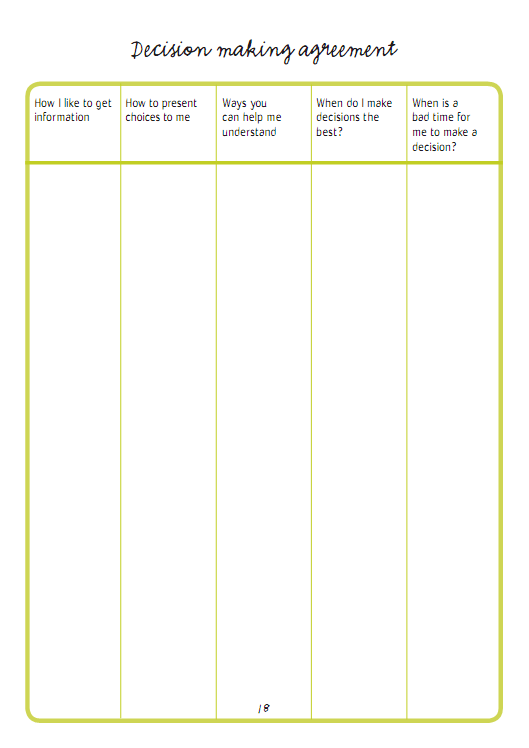 Decision making agreement
How I like to get
information
How to present
choices to me
Ways you
can help me
understand
When do I make
decisions the
best?
When is a
bad time for
me to make a
decision?
18